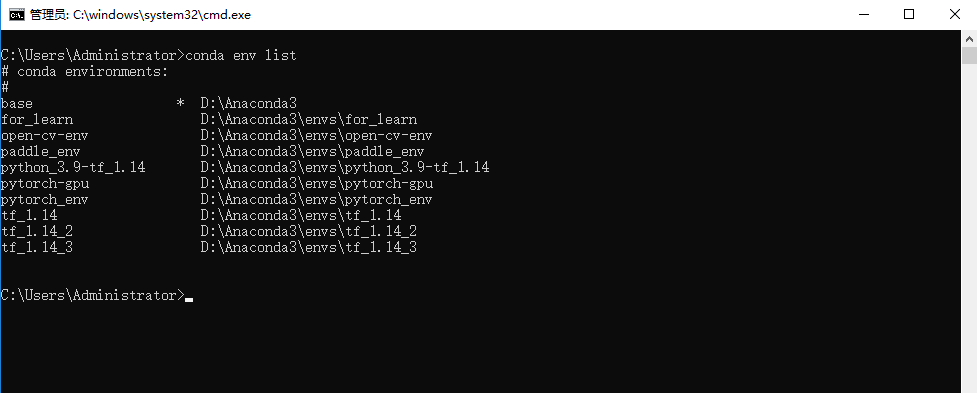 管理员: C:\windows\system32\cmd.exe
C:\Users\Administrator>conda env list
# conda environments:
#
base                  *  D:\Anaconda3
for_learn                D:\Anaconda3\envs\for_learn
open-cv-env              D:\Anaconda3\envs\open-cv-env
paddle_env               D:\Anaconda3\envs\paddle_env
python_3.9-tf_1.14       D:\Anaconda3\envs\python_3.9-tf_1.14
pytorch-gpu              D:\Anaconda3\envs\pytorch-gpu
pytorch_env              D:\Anaconda3\envs\pytorch_env
tf_1.14                  D:\Anaconda3\envs\tf_1.14
tf_1.14_2                D:\Anaconda3\envs\tf_1.14_2
tf_1.14_3                D:\Anaconda3\envs\tf_1.14_3
C:\Users\Administrator>